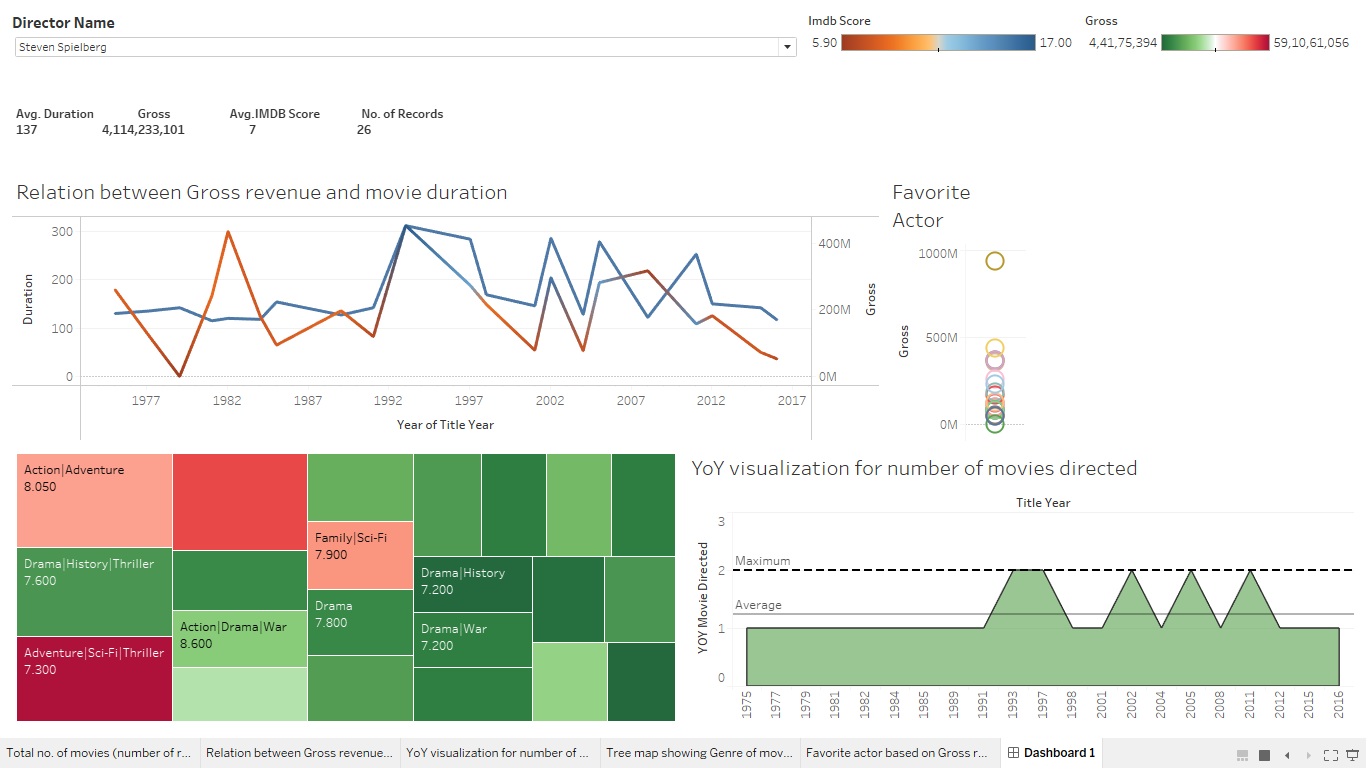 Director Name
Steven Spielberg
Imdb Score
5.90 17.00
Gross
4,41,75,394 59,10,61,056
Avg. Duration Gross Avg.IMDB Score No. of Records
137 4,114,233,101 7 26
Relation between Gross revenue and movie duration
Duration
300
200
100
0
400M
200M
0M
Gross
1977 1982 1987 1992 1997 2002 2007 2012 2017
Year of Title Year
Favorite
Actor
Gross
1000M
500M
0M
Action|Adventure
8.050
Drama|History|Thriller
7.600
Adventure|Sci-Fi|Thriller
7.300
Action|Drama|War
8.600
Family|Sci-Fi
7.900
Drama
7.800
Drama|History
7.200
Drama|War
7.200
YoY visualization for number of movies directed
Title Year
YOY Movie Directed
3
2
1
0
Maximum
Average
1975 1977 1979 1981 1982 1984 1985 1989 1991 1993 1997 1998 2001 2002 2004 2005 2008 2011 2012 2015 2016
Total no. of movies (number of r... Relation between Gross revenue... YoY visualization for number of ... Tree map showing Genre of mov... Favorite actor based on Gross r... Dashboard 1